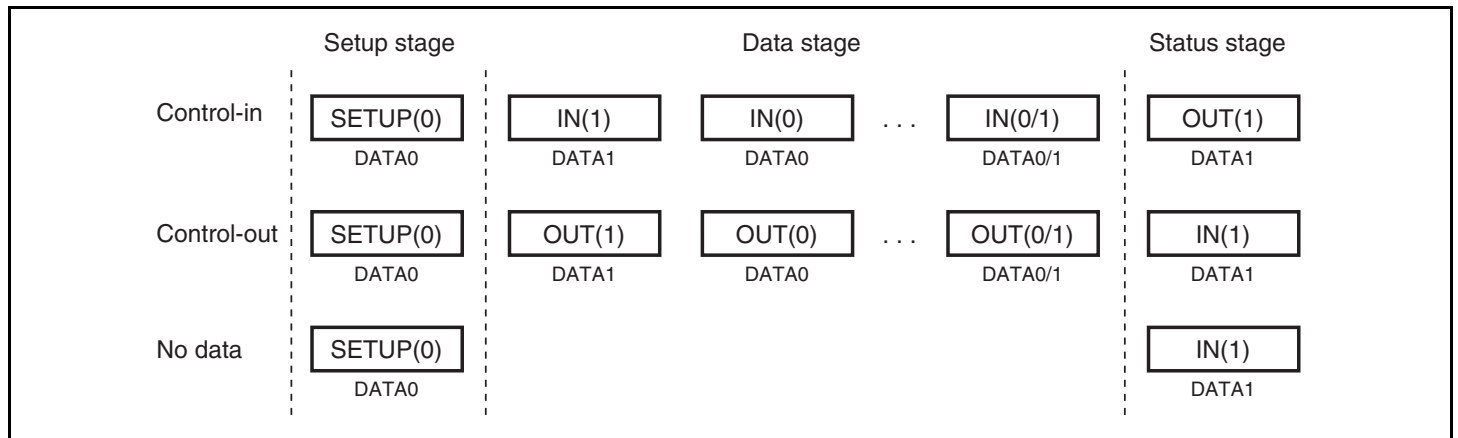 Setup stage Data stage Status stage
Control-in SETUP(0) IN(1) IN(0) . . . IN(0/1) OUT(1)
DATA0 DATA1 DATA0 DATA0/1 DATA1
Control-out SETUP(0) OUT(1) OUT(0) . . . OUT(0/1) IN(1)
DATA0 DATA1 DATA0 DATA0/1 DATA1
No data SETUP(0) IN(1)
DATA0 DATA1